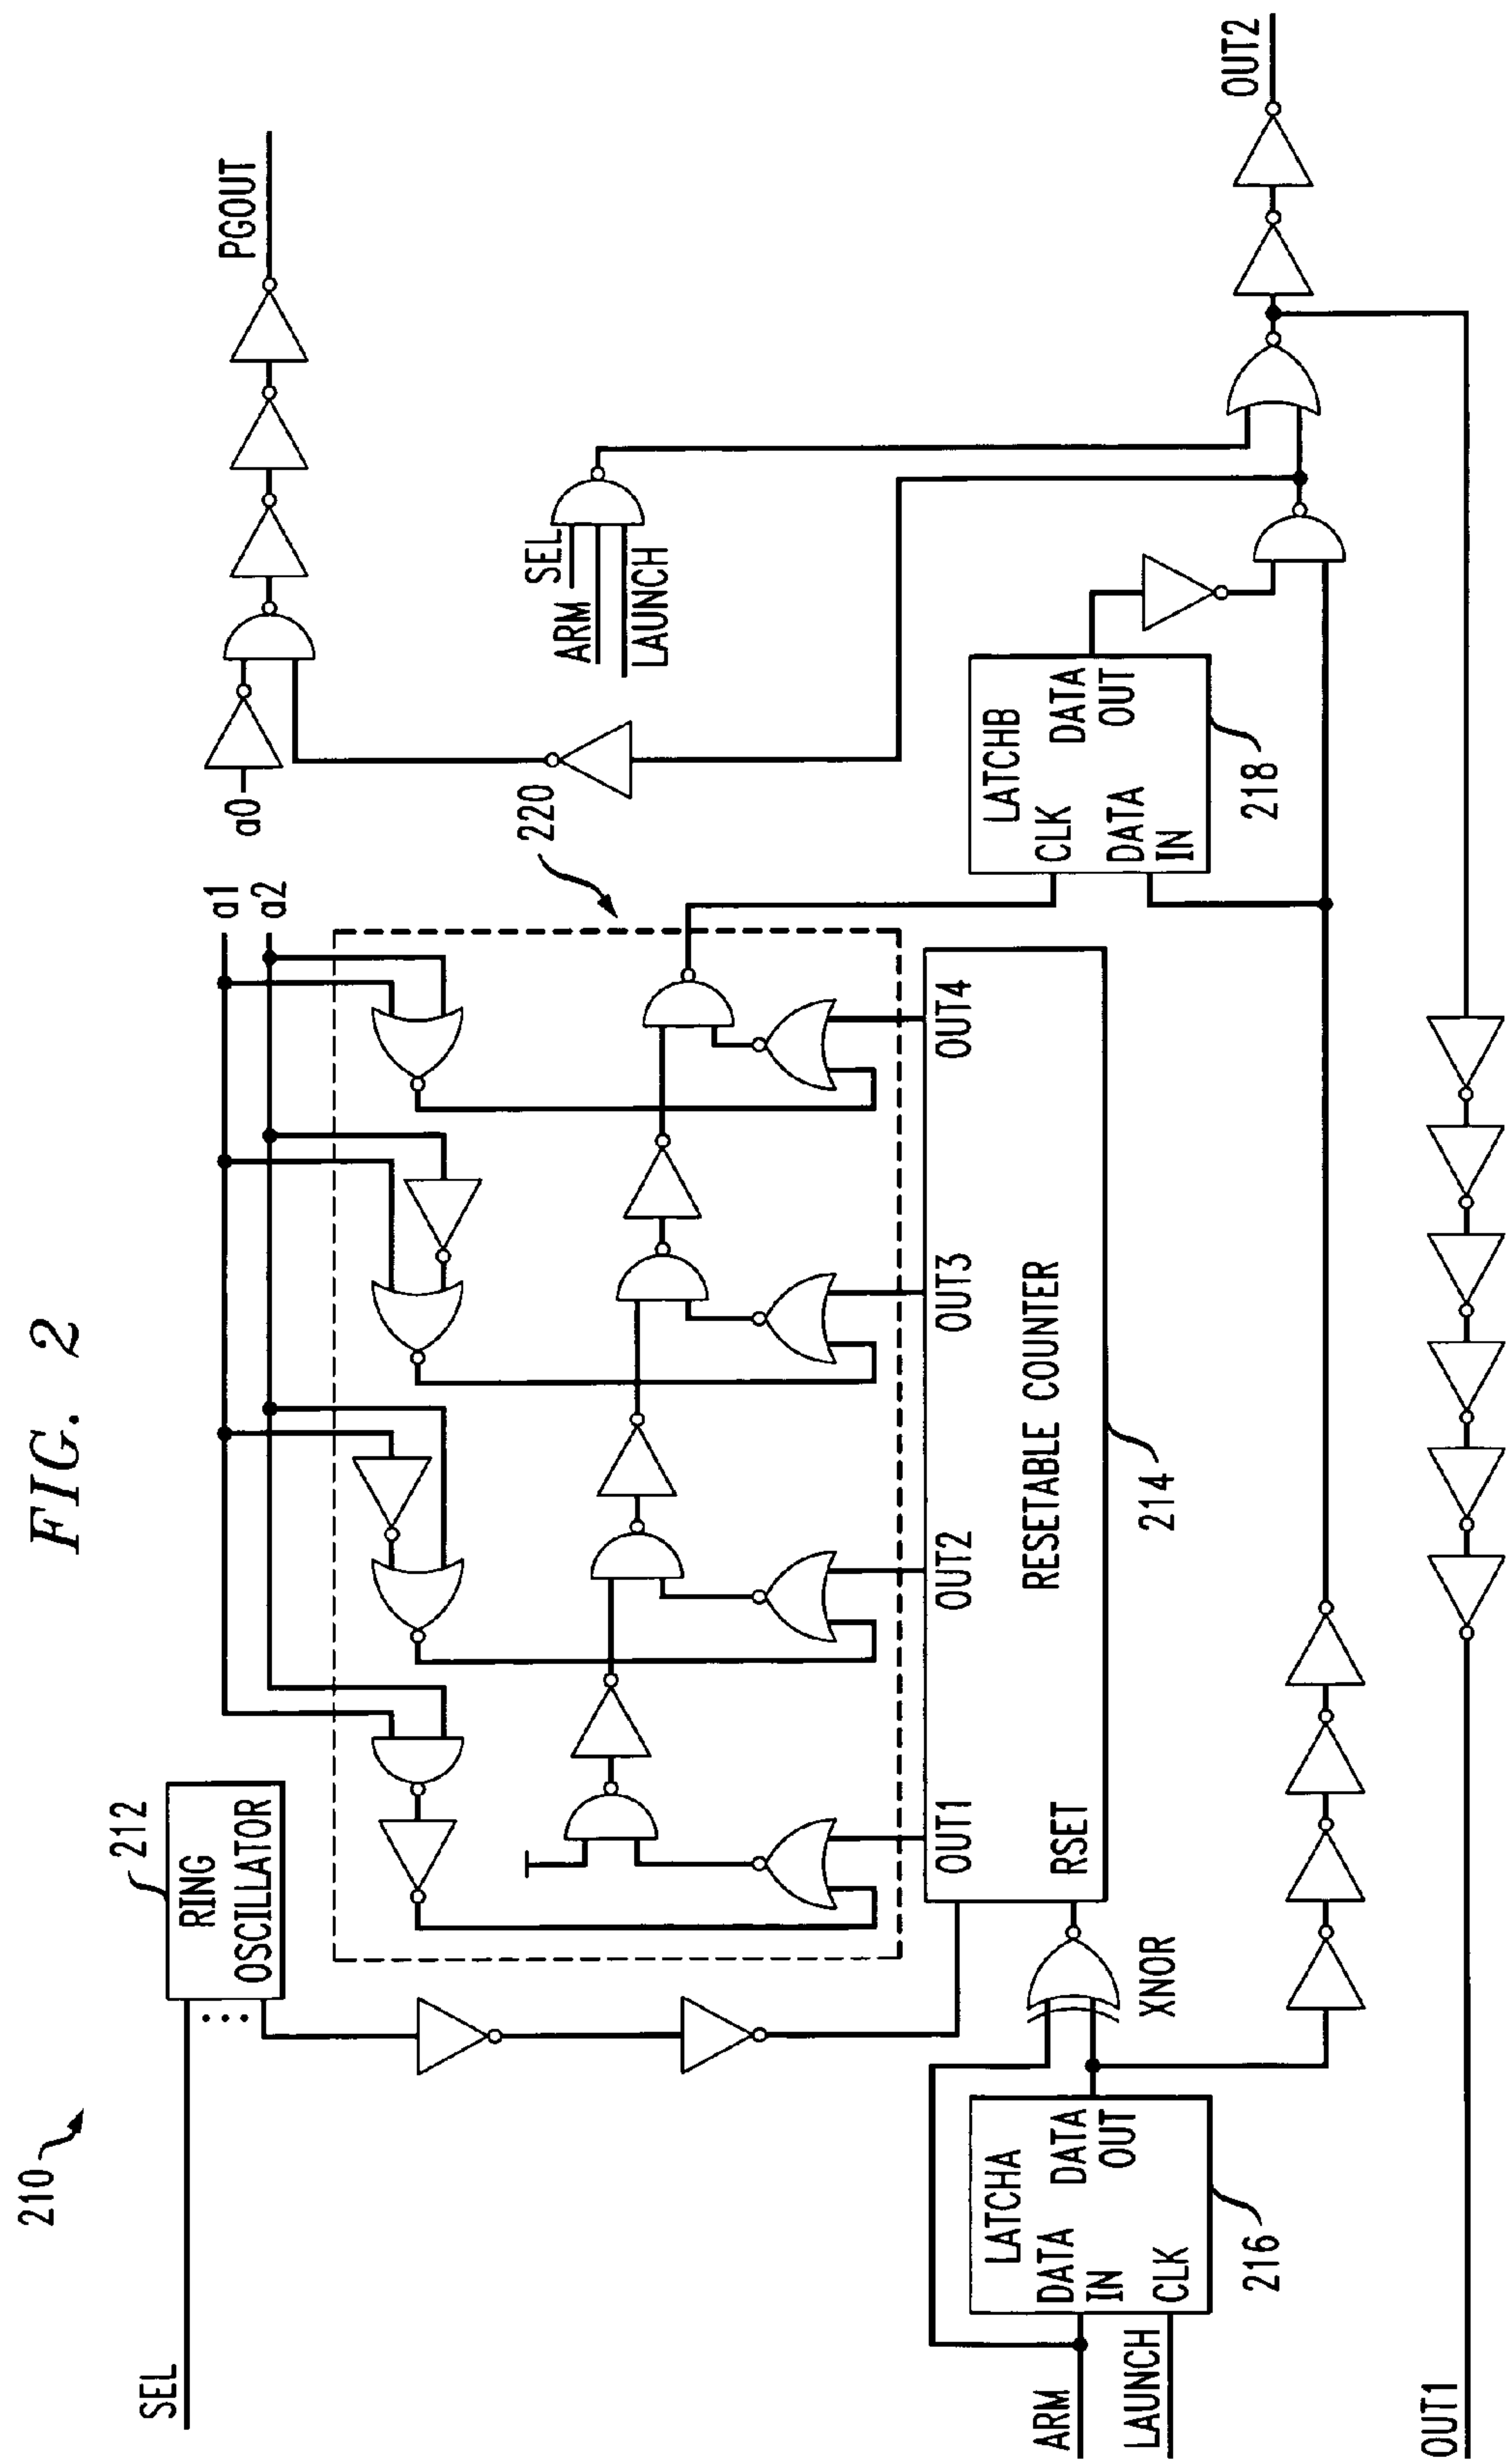 FIG. 2
210
SEL
212
RING
OSCILLATOR
a1
a2
a0
PGOUT
220
SEL
ARM
LAUNCH
OUT1
OUT2
OUT3
OUT4
RESETABLE COUNTER
RSET
214
XNOR
LATCHA
DATA
IN
DATA
OUT
CLK
216
ARM
LAUNCH
LATCHB
CLK
DATA
OUT
DATA
IN
218
OUT2
OUT1